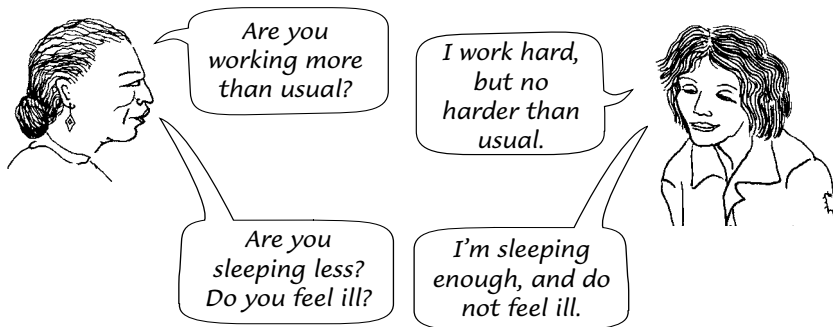 Are you
working more
than usual?
I work hard,
but no
harder than
usual.
Are you
sleeping less?
Do you feel ill?
I'm sleeping
enough, and do
not feel ill.